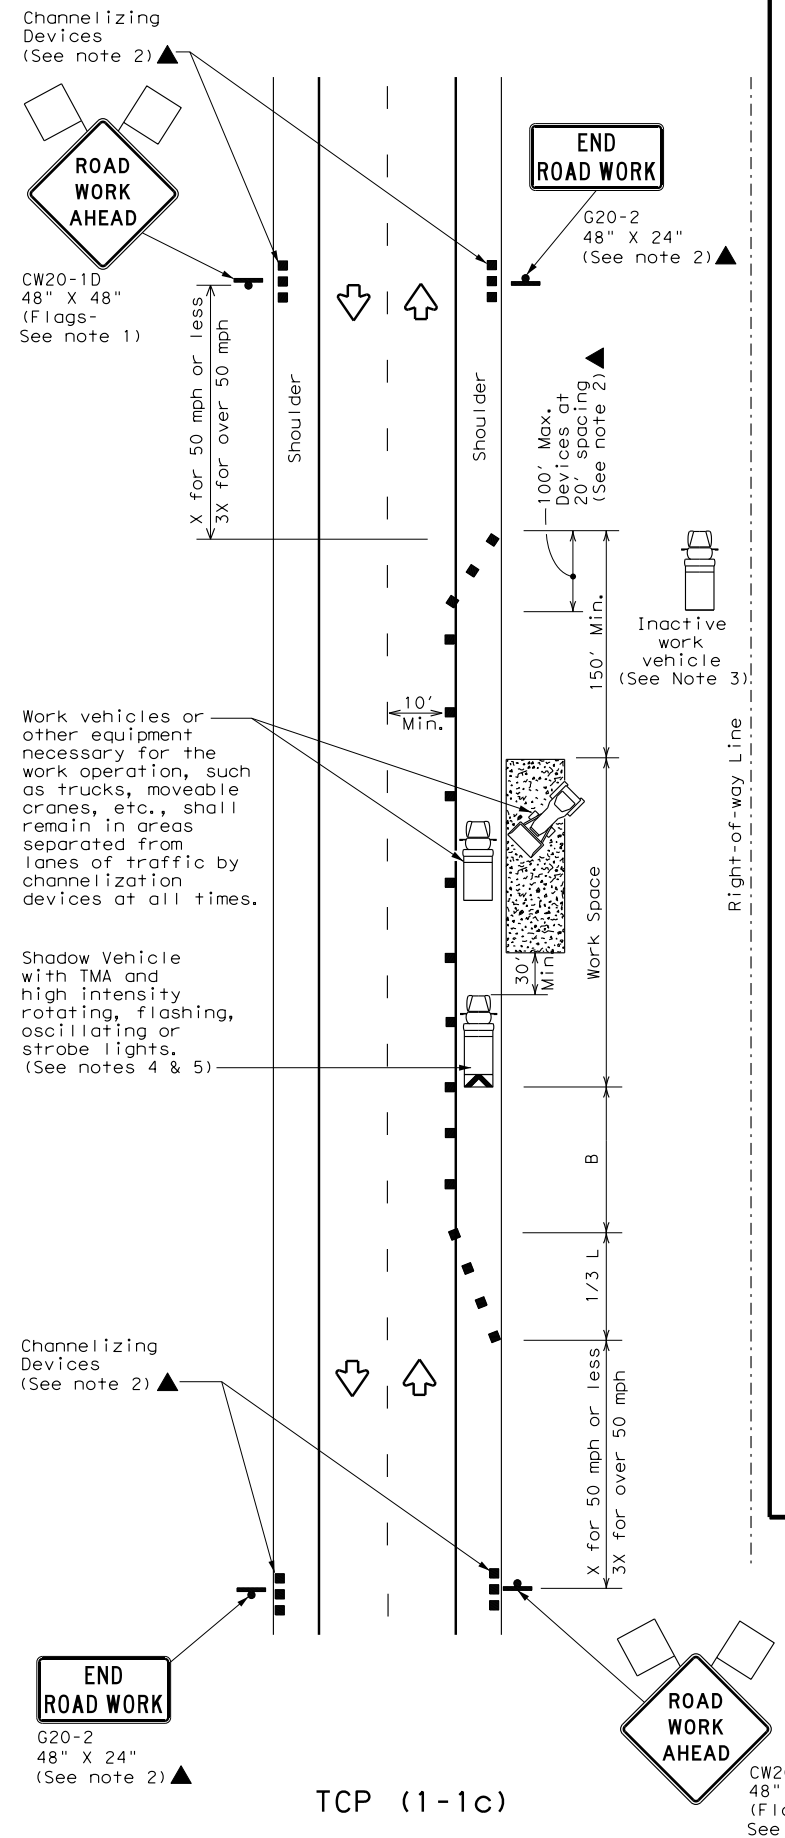 Channelizing
Devices
(See note 2)
ROAD
WORK
AHEAD
CW20-1D
48" X 48"
(Flags-
See note 1)
END
ROAD WORK
G20-2
48" X 24"
(See note 2)
X for 50 mph or less
3X for over 50 mph
Shoulder
Shoulder
100' Max.
Devices at
20' spacing
(See note 2)
150' Min.
Inactive
work
vehicle
(See Note 3)
10'
Min.
Work vehicles or
other equipment
necessary for the
work operation, such
as trucks, moveable
cranes, etc., shall
remain in areas
separated from
lanes of traffic by
channelization
devices at all times.
Right-of-way Line
Work Space
30'
Min.
Shadow Vehicle
with TMA and
high intensity
rotating, flashing,
oscillating or
strobe lights.
(See notes 4 & 5)
B
1/3 L
Channelizing
Devices
(See note 2)
X for 50 mph or less
3X for over 50 mph
END
ROAD WORK
G20-2
48" X 24"
(See note 2)
ROAD
WORK
AHEAD
48"
See
TCP (1-1c)